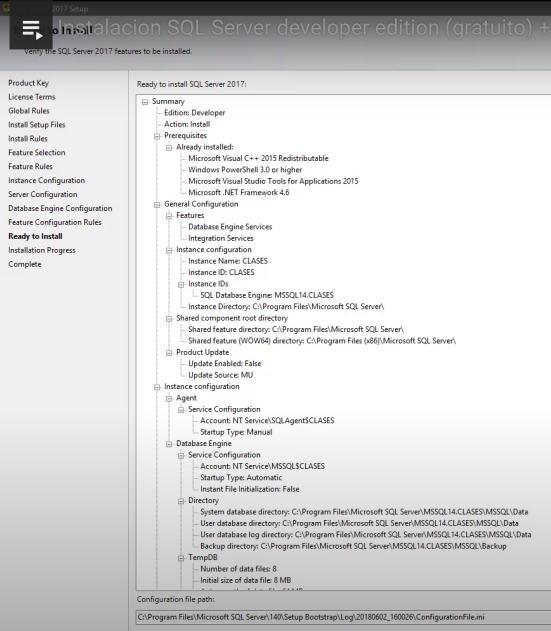 2017 Setup
Instalacion SQL Server developer edition (gratuito) +
to Install
Verify the SQL Server 2017 features to be installed.
Product Key
License Terms
Global Rules
Install Setup Files
Install Rules
Feature Selection
Feature Rules
Instance Configuration
Server Configuration
Database Engine Configuration
Feature Configuration Rules
Ready to Install
Installation Progress
Complete
Ready to install SQL Server 2017:
Summary
Edition: Developer
Action: Install
Prerequisites
Already installed:
Microsoft Visual C++ 2015 Redistributable
Windows PowerShell 3.0 or higher
Microsoft Visual Studio Tools for Applications 2015
Microsoft .NET Framework 4.6
General Configuration
Features
Database Engine Services
Integration Services
Instance configuration
Instance Name: CLASES
Instance ID: CLASES
Instance IDs
SQL Database Engine: MSSQL14.CLASES
Instance Directory: C:\Program Files\Microsoft SQL Server\
Shared component root directory
Shared feature directory: C:\Program Files\Microsoft SQL Server\
Shared feature (WOW64) directory: C:\Program Files (x86)\Microsoft SQL Server\
Product Update
Update Enabled: False
Update Source: MU
Instance configuration
Agent
Service Configuration
Account: NT Service\SQLAgent$CLASES
Startup Type: Manual
Database Engine
Service Configuration
Account: NT Service\MSSQL$CLASES
Startup Type: Automatic
Instant File Initialization: False
Directory
System database directory: C:\Program Files\Microsoft SQL Server\MSSQL14.CLASES\MSSQL\Data
User database directory: C:\Program Files\Microsoft SQL Server\MSSQL14.CLASES\MSSQL\Data
User database log directory: C:\Program Files\Microsoft SQL Server\MSSQL14.CLASES\MSSQL\Data
Backup directory: C:\Program Files\Microsoft SQL Server\MSSQL14.CLASES\MSSQL\Backup
TempDB
Number of data files: 8
Initial size of data file: 8 MB
Configuration file path:
C:\Program Files\Microsoft SQL Server\140\Setup Bootstrap\Log\20180602_160026\ConfigurationFile.ini